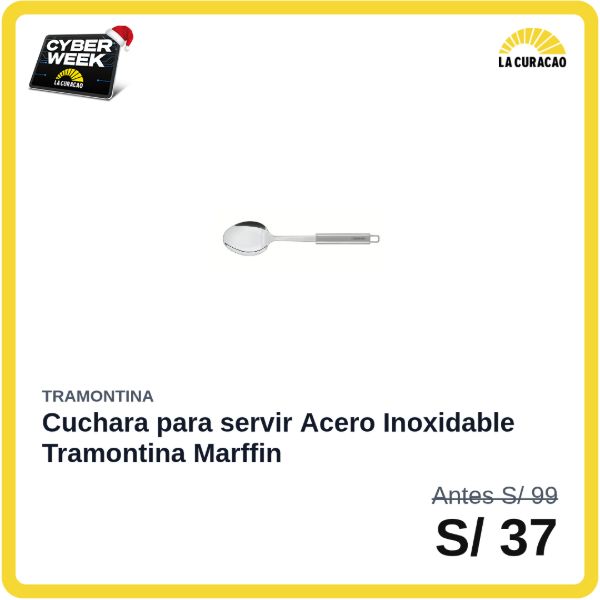 CYBER
WEEK
LA CURACAO
LA CURACAO
TRAMONTINA
Cuchara para servir Acero Inoxidable
Tramontina Marffin
Antes S/ 99
S/ 37